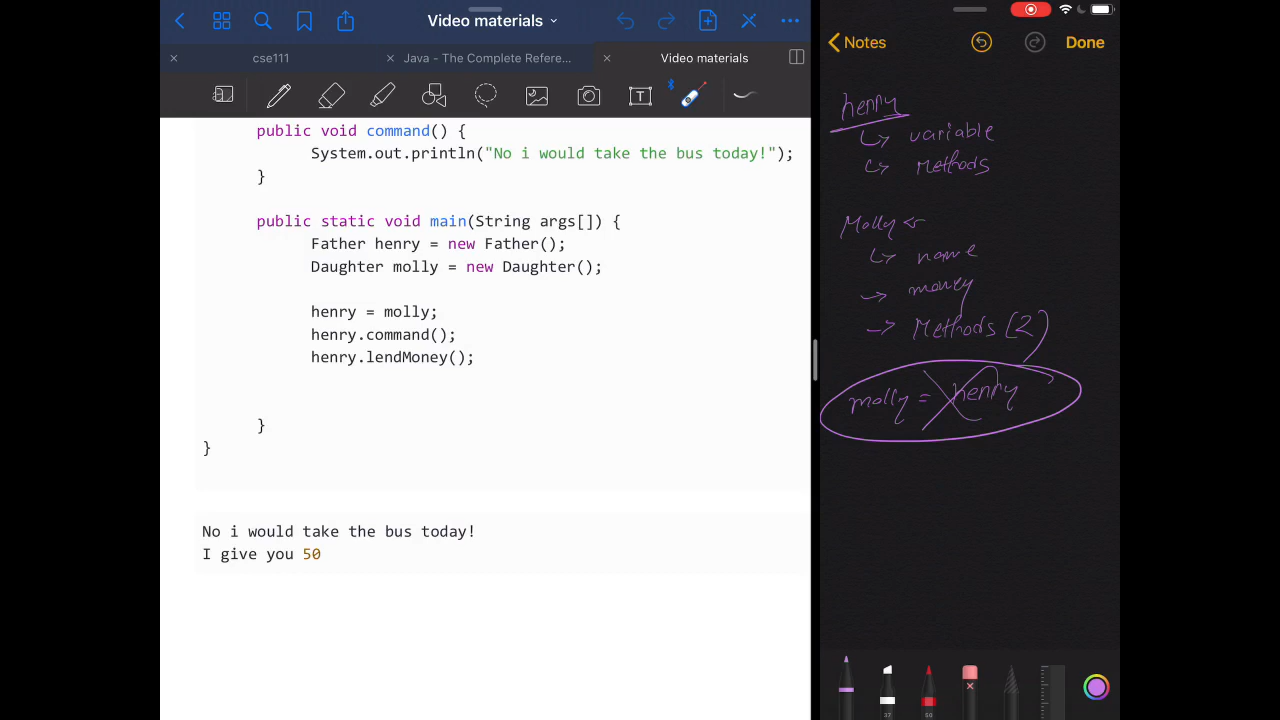 Video materials
cse111
Java - The Complete Refere...
Video materials
public void command() {
System.out.println("No i would take the bus today!");
}
public static void main(String args[]) {
Father henry = new Father();
Daughter molly = new Daughter();
henry = molly;
henry.command();
henry.lendMoney();
}
}
No i would take the bus today!
I give you 50
Notes
Done
henry
variable
Methods
Molly
name
money
Methods (2)
molly = henry
37
50